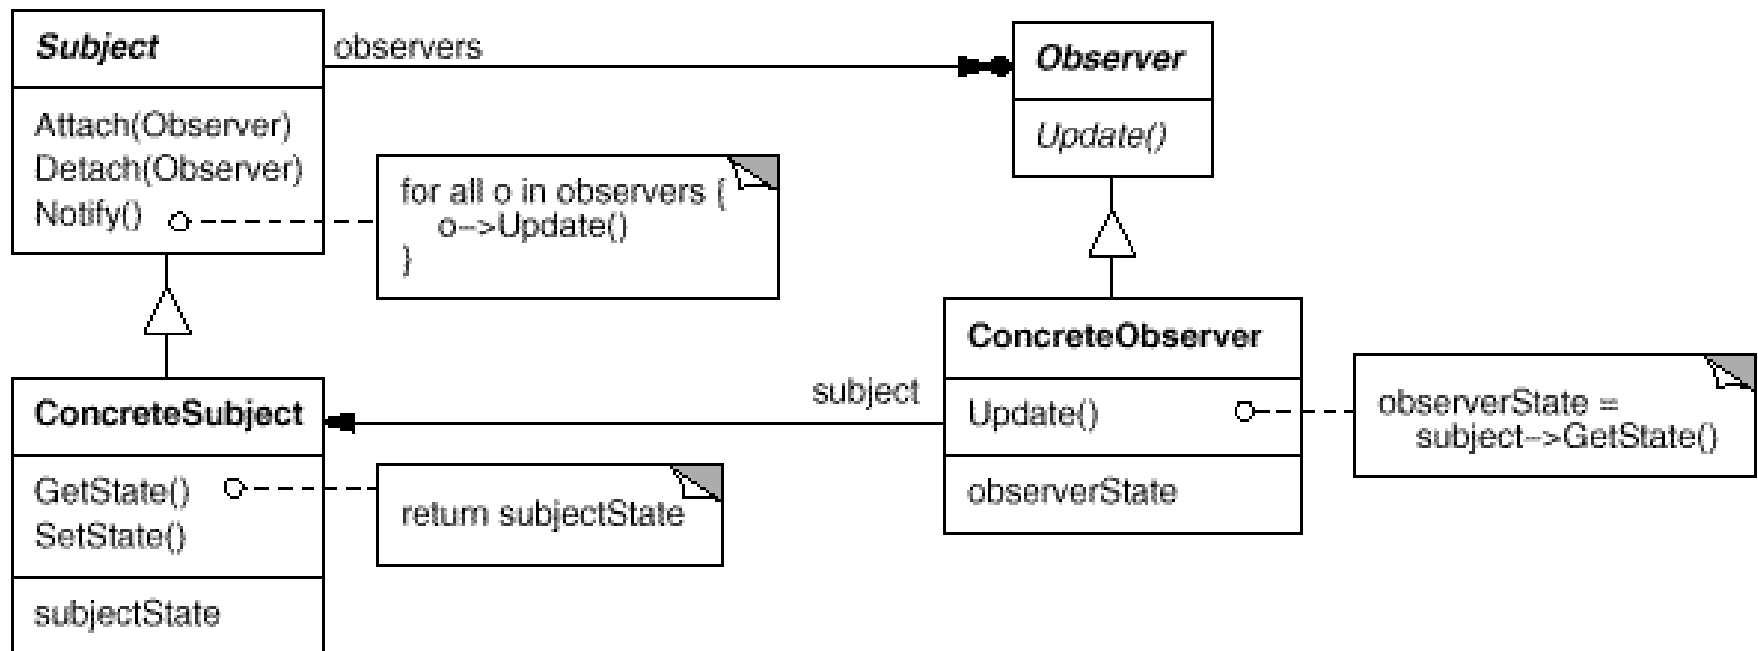 Subject
observers
Observer
Attach(Observer)
Detach(Observer)
Notify()
Update()
for all o in observers {
o->Update()
}
ConcreteObserver
ConcreteSubject
subject
Update()
observerState =
subject->GetState()
GetState()
SetState()
return subjectState
observerState
subjectState